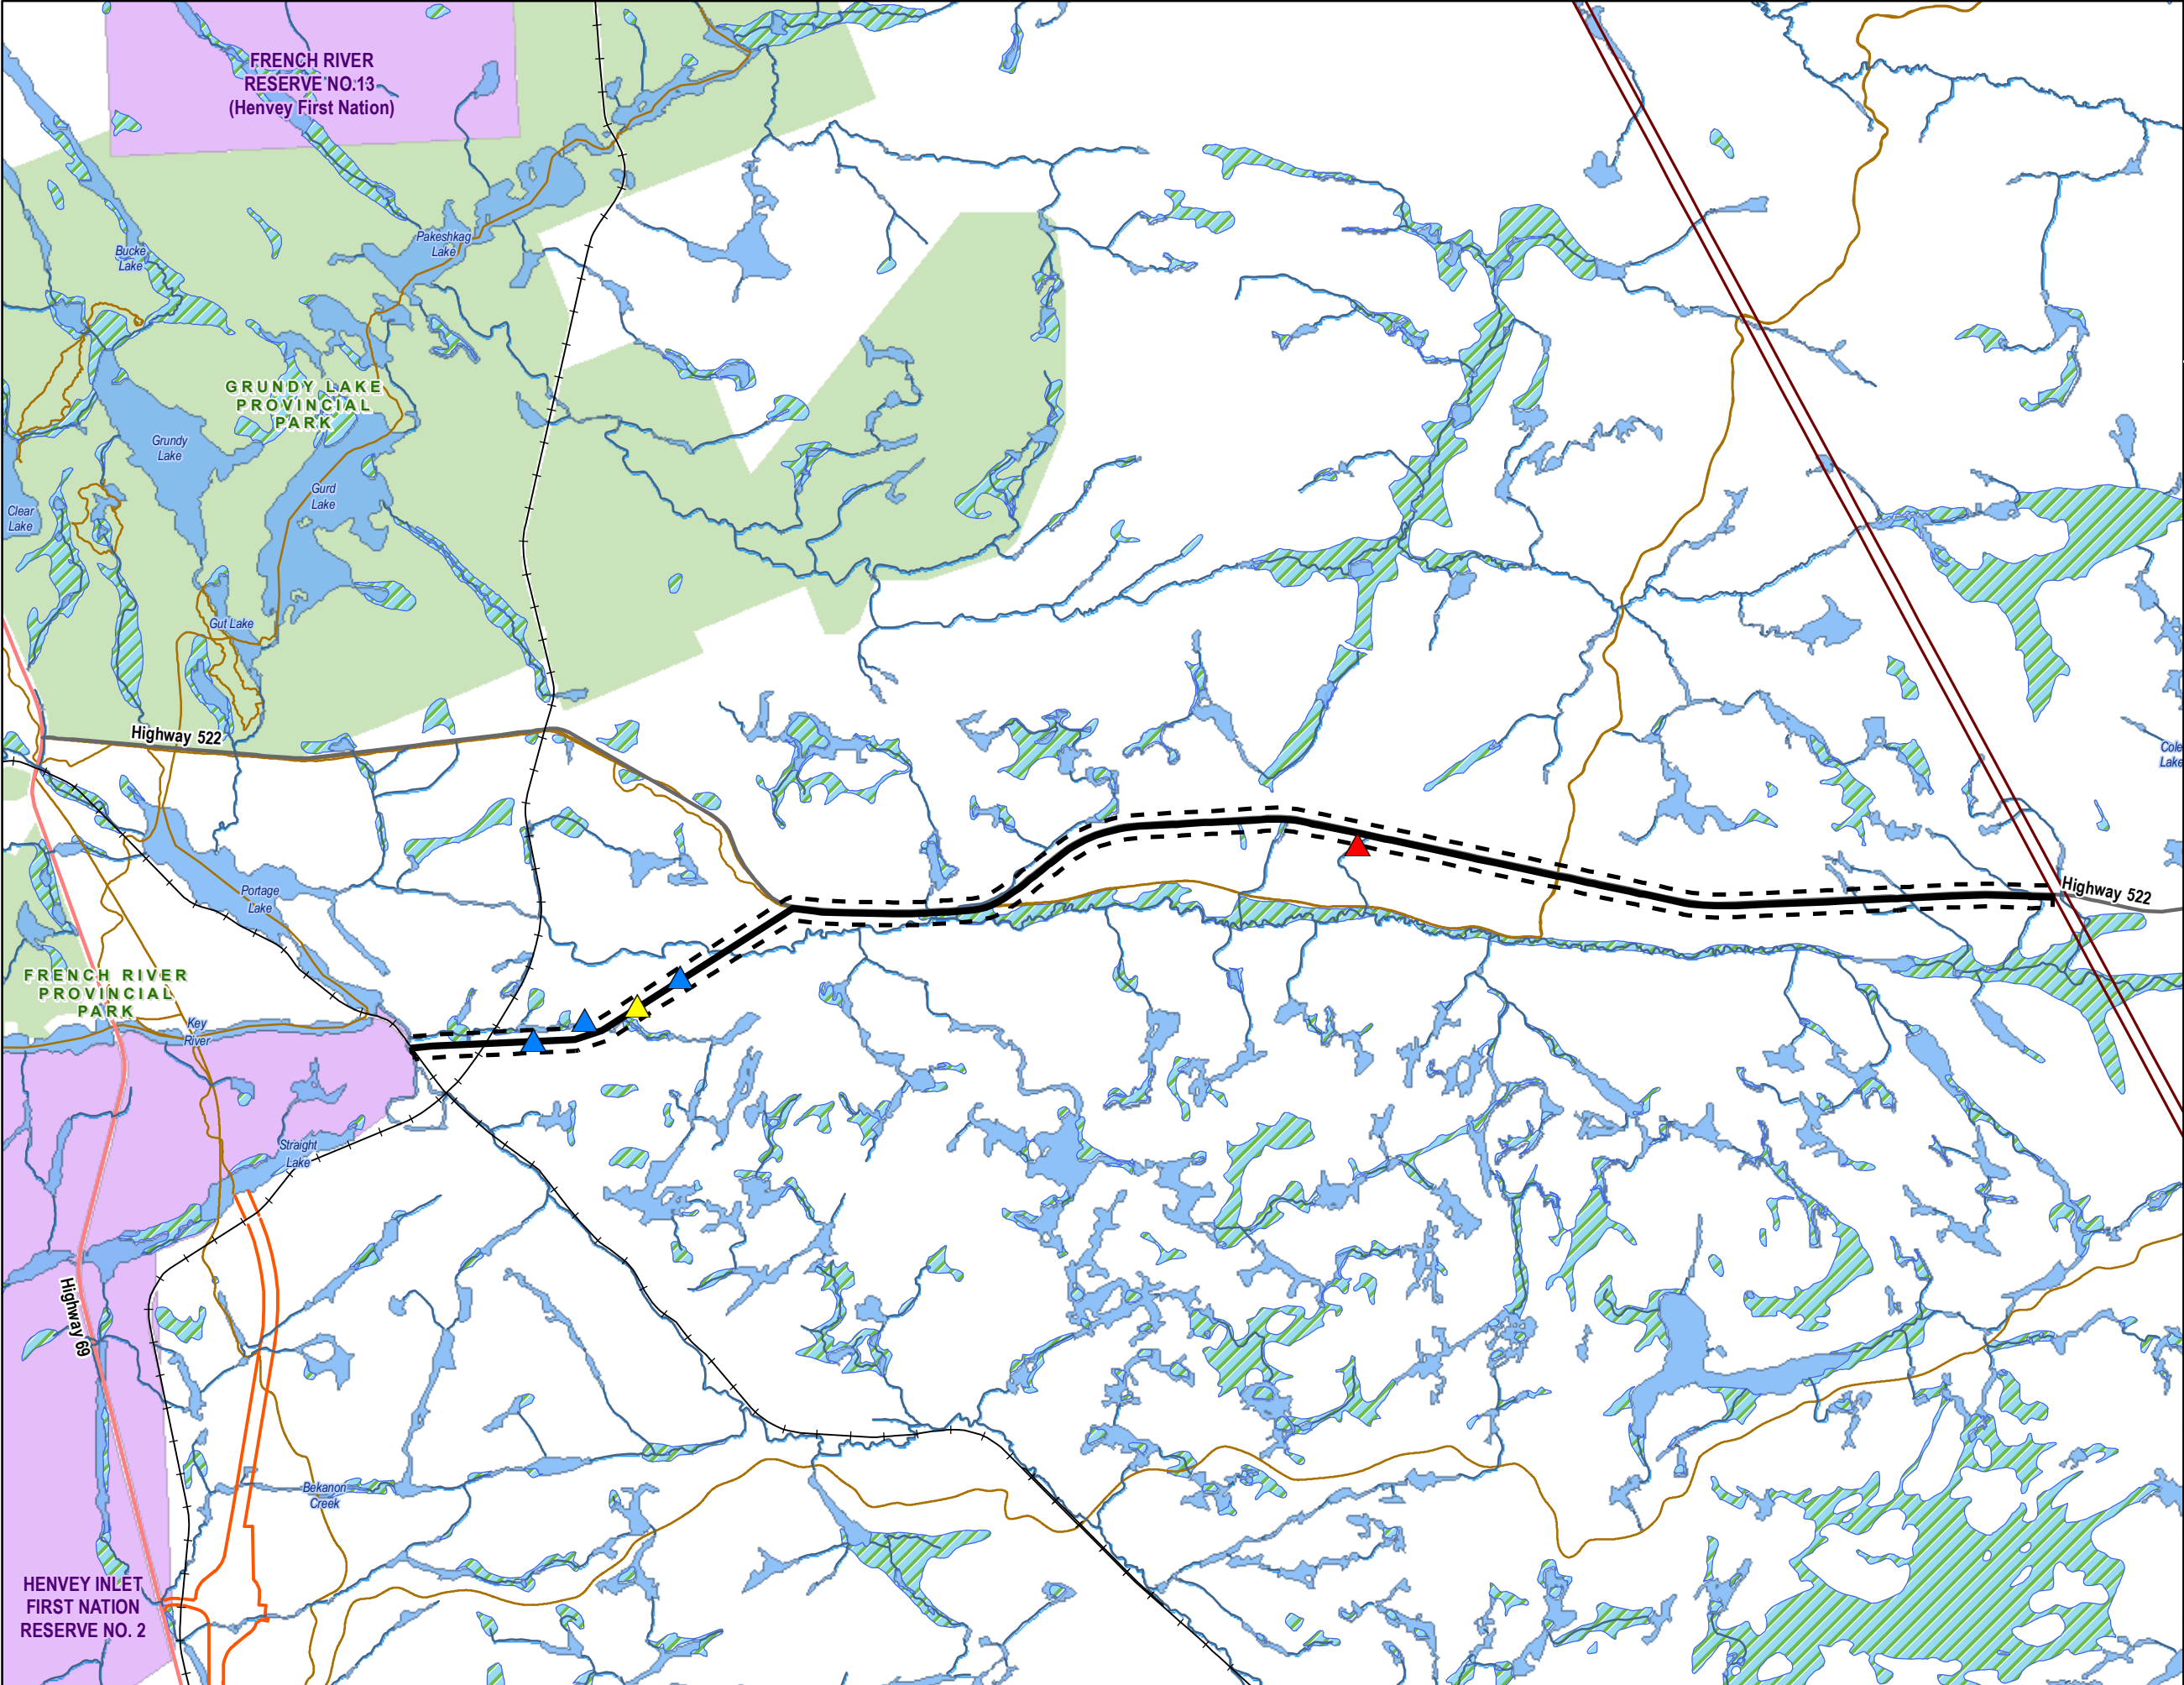 FRENCH RIVER
RESERVE NO.13
(Henvey First Nation)
Bucke
Lake
Pakeshkag
Lake
GRUNDY LAKE
PROVINCIAL
PARK
Grundy
Lake
Gurd
Lake
Clear
Lake
Gut Lake
Highway 522
Cole
Lake
Portage
Lake
Highway 522
FRENCH RIVER
PROVINCIAL
PARK
Key
River
Straight
Lake
Highway 69
Bekanon
Creek
HENVEY INLET
FIRST NATION
RESERVE NO. 2